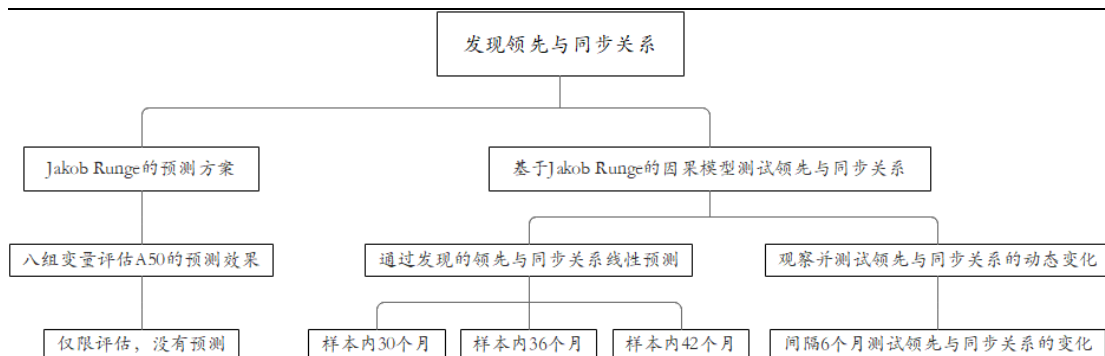 发现领先与同步关系
Jakob Runge的预测方案
基于Jakob Runge的因果模型测试领先与同步关系
八组变量评估A50的预测效果
通过发现的领先与同步关系线性预测
观察并测试领先与同步关系的动态变化
仅限评估，没有预测
样本内30个月
样本内36个月
样本内42个月
间隔6个月测试领先与同步关系的变化